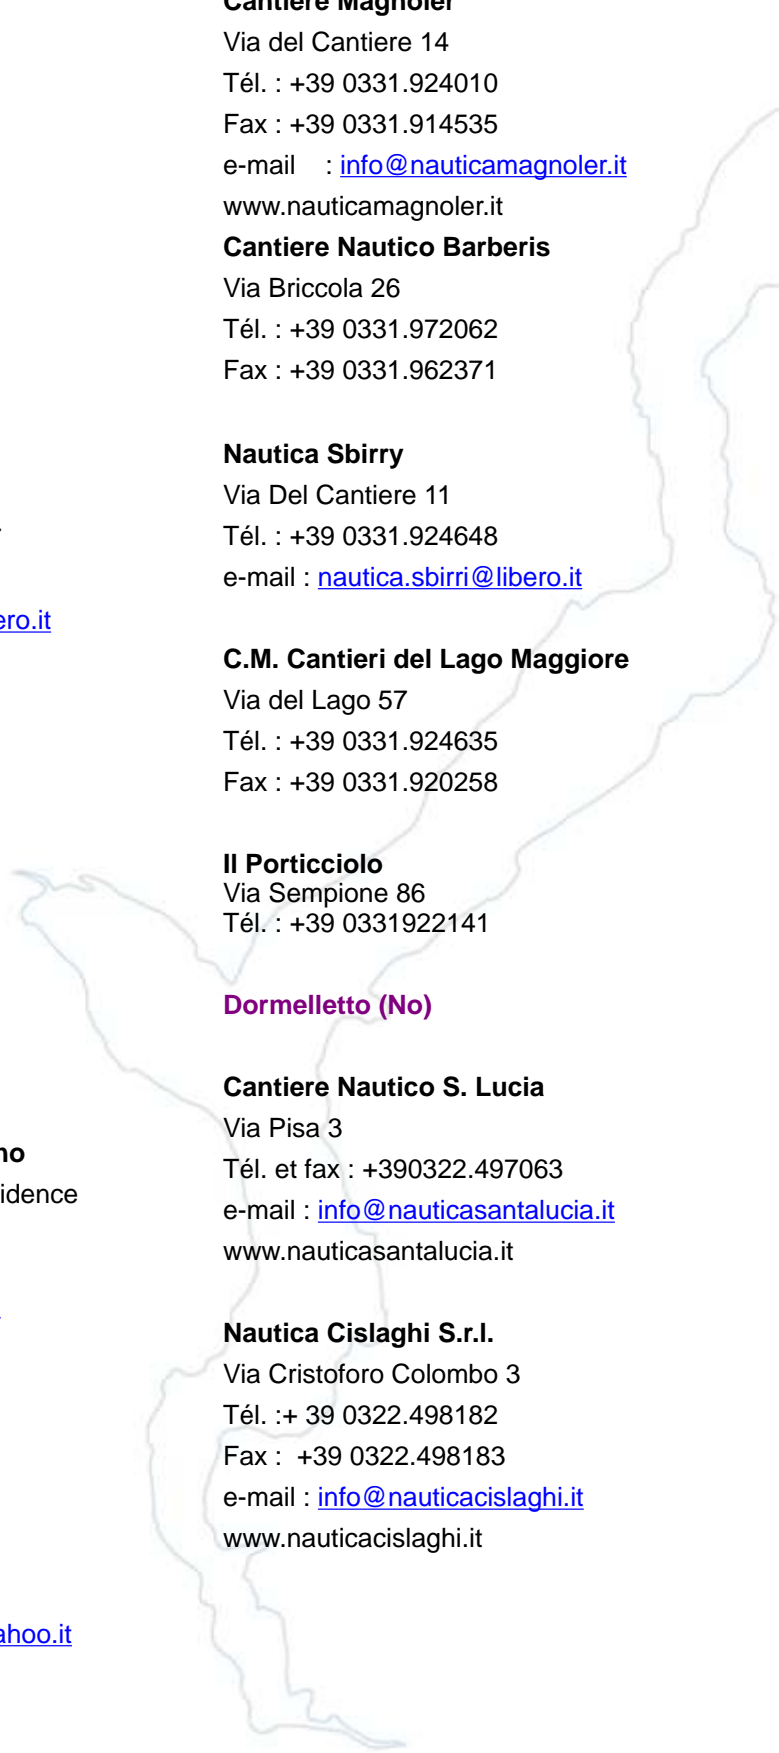 ero.it
no
idence
ahoo.it
Cantiere Magnoler
Via del Cantiere 14
Tél. : +39 0331.924010
Fax : +39 0331.914535
e-mail : info@nauticamagnoler.it
www.nauticamagnoler.it
Cantiere Nautico Barberis
Via Briccola 26
Tél. : +39 0331.972062
Fax : +39 0331.962371
Nautica Sbirry
Via Del Cantiere 11
Tél. : +39 0331.924648
e-mail : nautica.sbirri@libero.it
C.M. Cantieri del Lago Maggiore
Via del Lago 57
Tél. : +39 0331.924635
Fax : +39 0331.920258
Il Porticciolo
Via Sempione 86
Tél. : +39 0331922141
Dormelletto (No)
Cantiere Nautico S. Lucia
Via Pisa 3
Tél. et fax : +390322.497063
e-mail : info@nauticasantalucia.it
www.nauticasantalucia.it
Nautica Cislaghi S.r.l.
Via Cristoforo Colombo 3
Tél. :+ 39 0322.498182
Fax :  +39 0322.498183
e-mail : info@nauticacislaghi.it
www.nauticacislaghi.it